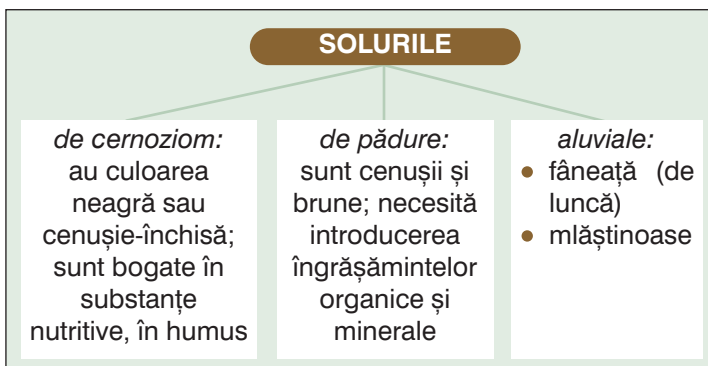 SOLURILE
de cernoziom:
au culoarea
neagră sau
cenușie-închisă;
sunt bogate în
substanțe
nutritive, în humus
de pădure:
sunt cenușii și
brune; necesită
introducerea
îngrășămintelor
organice și
minerale
aluviale:
● fâneață (de
luncă)
● mlăștinoase